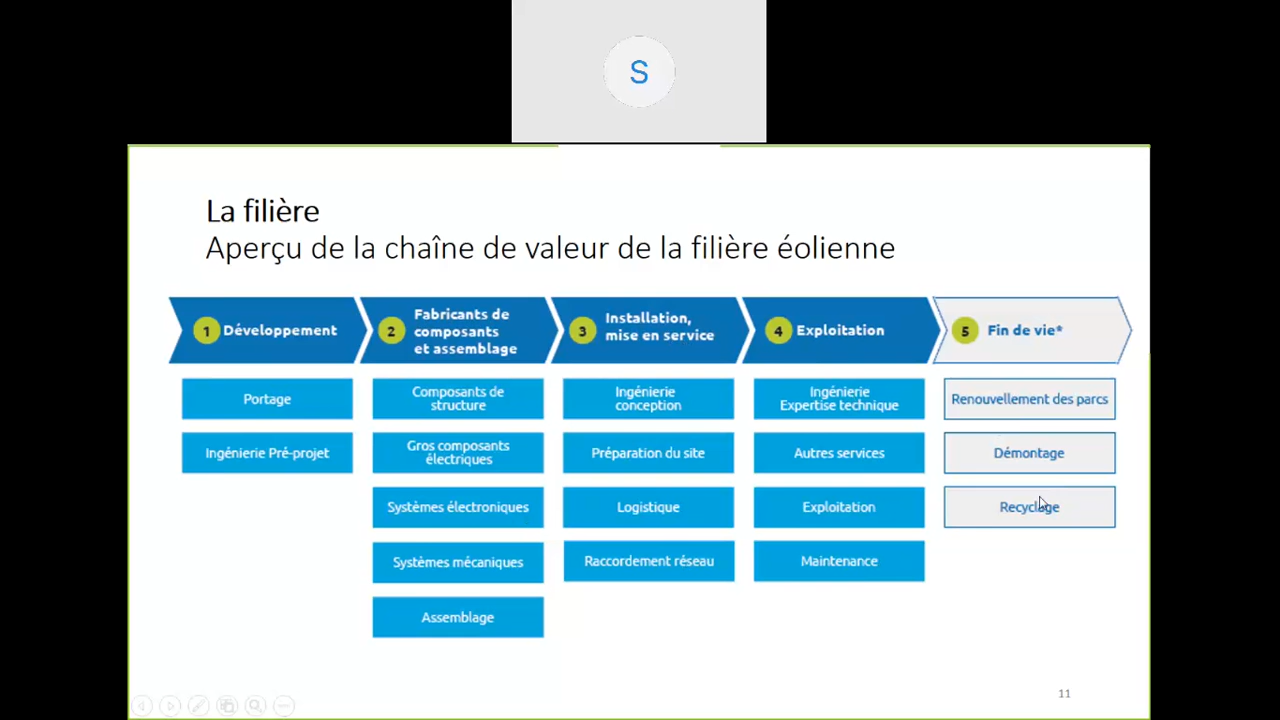 S
La filière
Aperçu de la chaîne de valeur de la filière éolienne
1 Développement
2 Fabricants de
composants
et assemblage
3 Installation,
mise en service
4 Exploitation
5 Fin de vie*
Portage
Ingénierie Pré-projet
Composants de
structure
Gros composants
électriques
Systèmes électroniques
Systèmes mécaniques
Assemblage
Ingénierie
conception
Préparation du site
Logistique
Raccordement réseau
Ingénierie
Expertise technique
Autres services
Exploitation
Maintenance
Renouvellement des parcs
Démontage
Recyclage
11